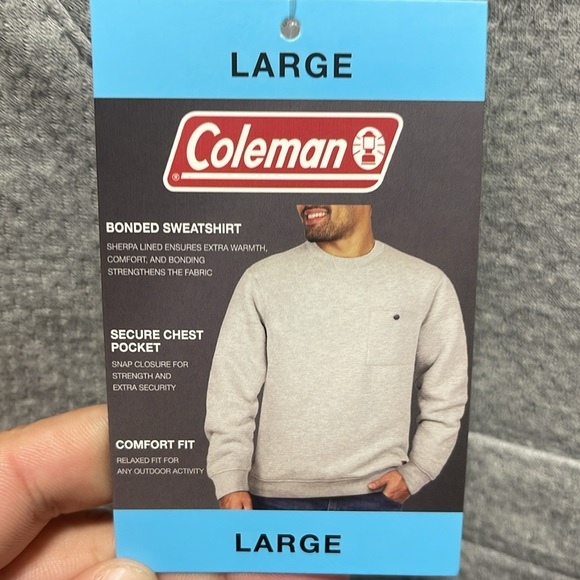 LARGE
Coleman
®
BONDED SWEATSHIRT
SHERPA LINED ENSURES EXTRA WARMTH,
COMFORT, AND BONDING
STRENGTHENS THE FABRIC
SECURE CHEST
POCKET
SNAP CLOSURE FOR
STRENGTH AND
EXTRA SECURITY
COMFORT FIT
RELAXED FIT FOR
ANY OUTDOOR ACTIVITY
LARGE